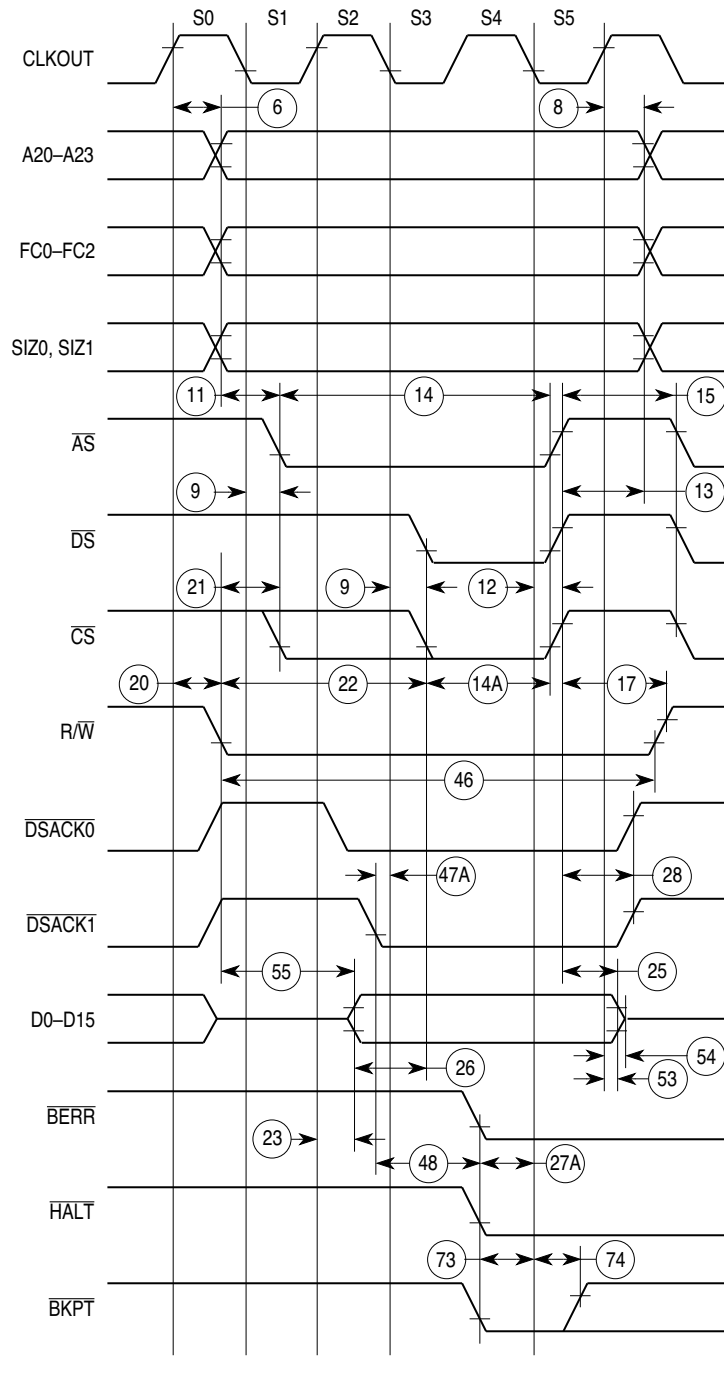 S0 S1 S2 S3 S4 S5
CLKOUT
6 8
A20–A23
FC0–FC2
SIZ0, SIZ1
11 14 15
AS
9 13
DS
21 9 12
CS
20 22 14A 17
R/W
46
DSACK0
47A 28
DSACK1
55 25
D0–D15
54
26 53
BERR
23
48 27A
HALT
73 74
BKPT